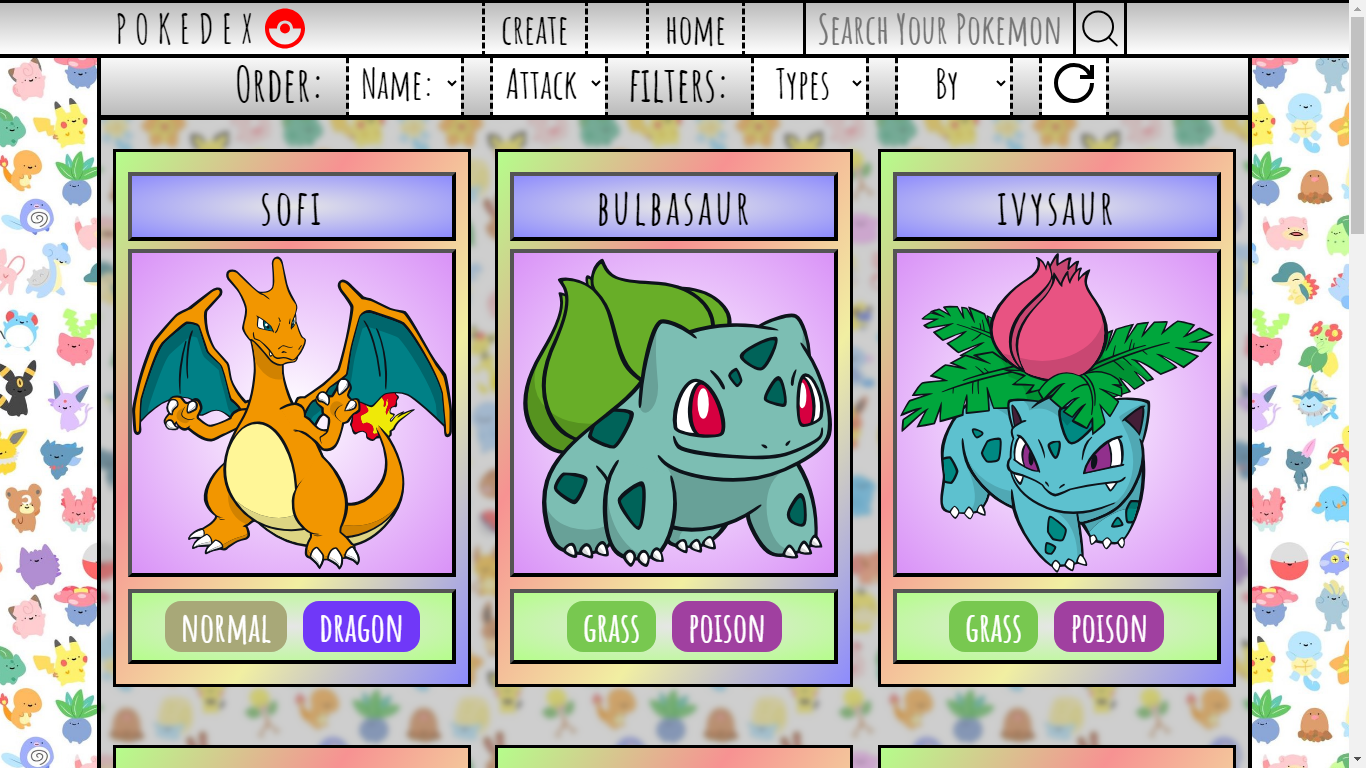 POKEDEX CREATE HOME Search Your Pokemon
Order: Name: Attack FILTERS: Types By
SOFI BULBASAUR IVYSAUR
NORMAL DRAGON GRASS POISON GRASS POISON